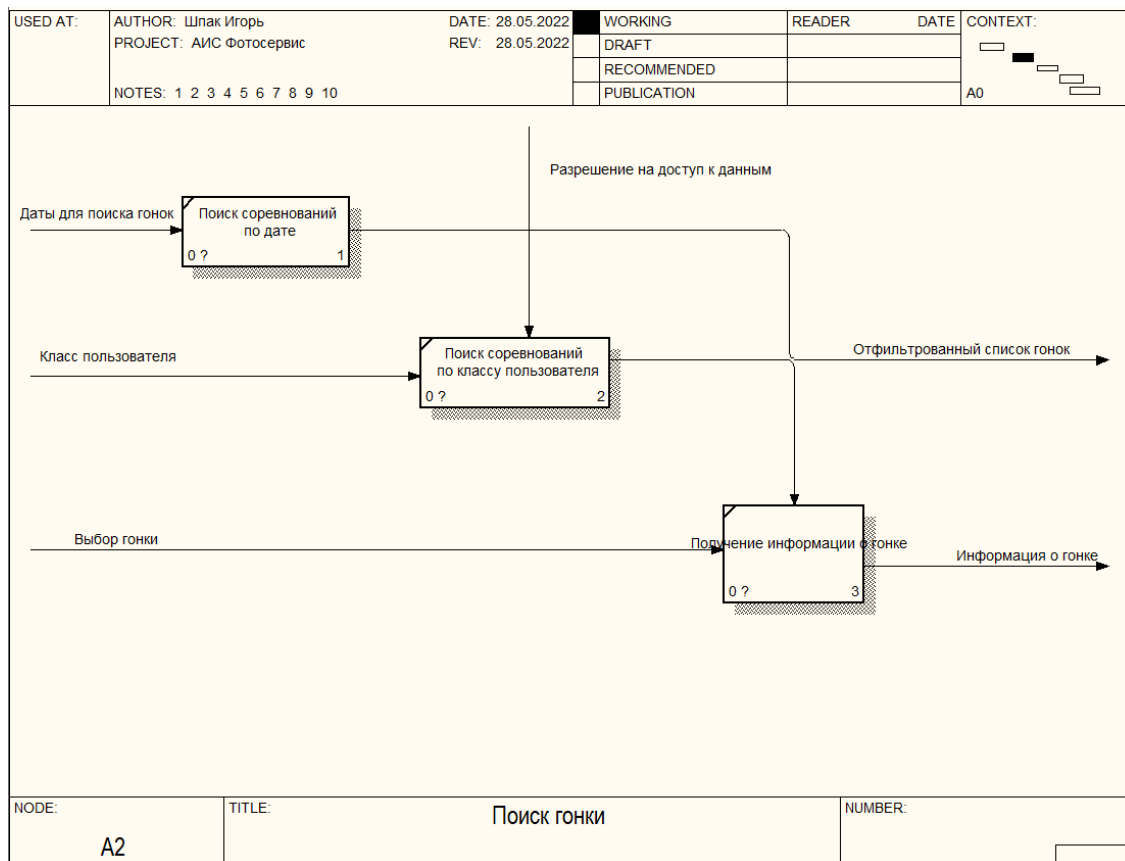 USED AT:
AUTHOR: Шпак Игорь
DATE: 28.05.2022
WORKING
READER
DATE
CONTEXT:
PROJECT: АИС Фотосервис
REV: 28.05.2022
DRAFT
RECOMMENDED
NOTES: 1 2 3 4 5 6 7 8 9 10
PUBLICATION
A0
Разрешение на доступ к данным
Даты для поиска гонок
Поиск соревнований
по дате
0 ?
1
Класс пользователя
Поиск соревнований
по классу пользователя
0 ?
2
Отфильтрованный список гонок
Выбор гонки
Получение информации о гонке
0 ?
3
Информация о гонке
NODE:
A2
TITLE:
Поиск гонки
NUMBER: